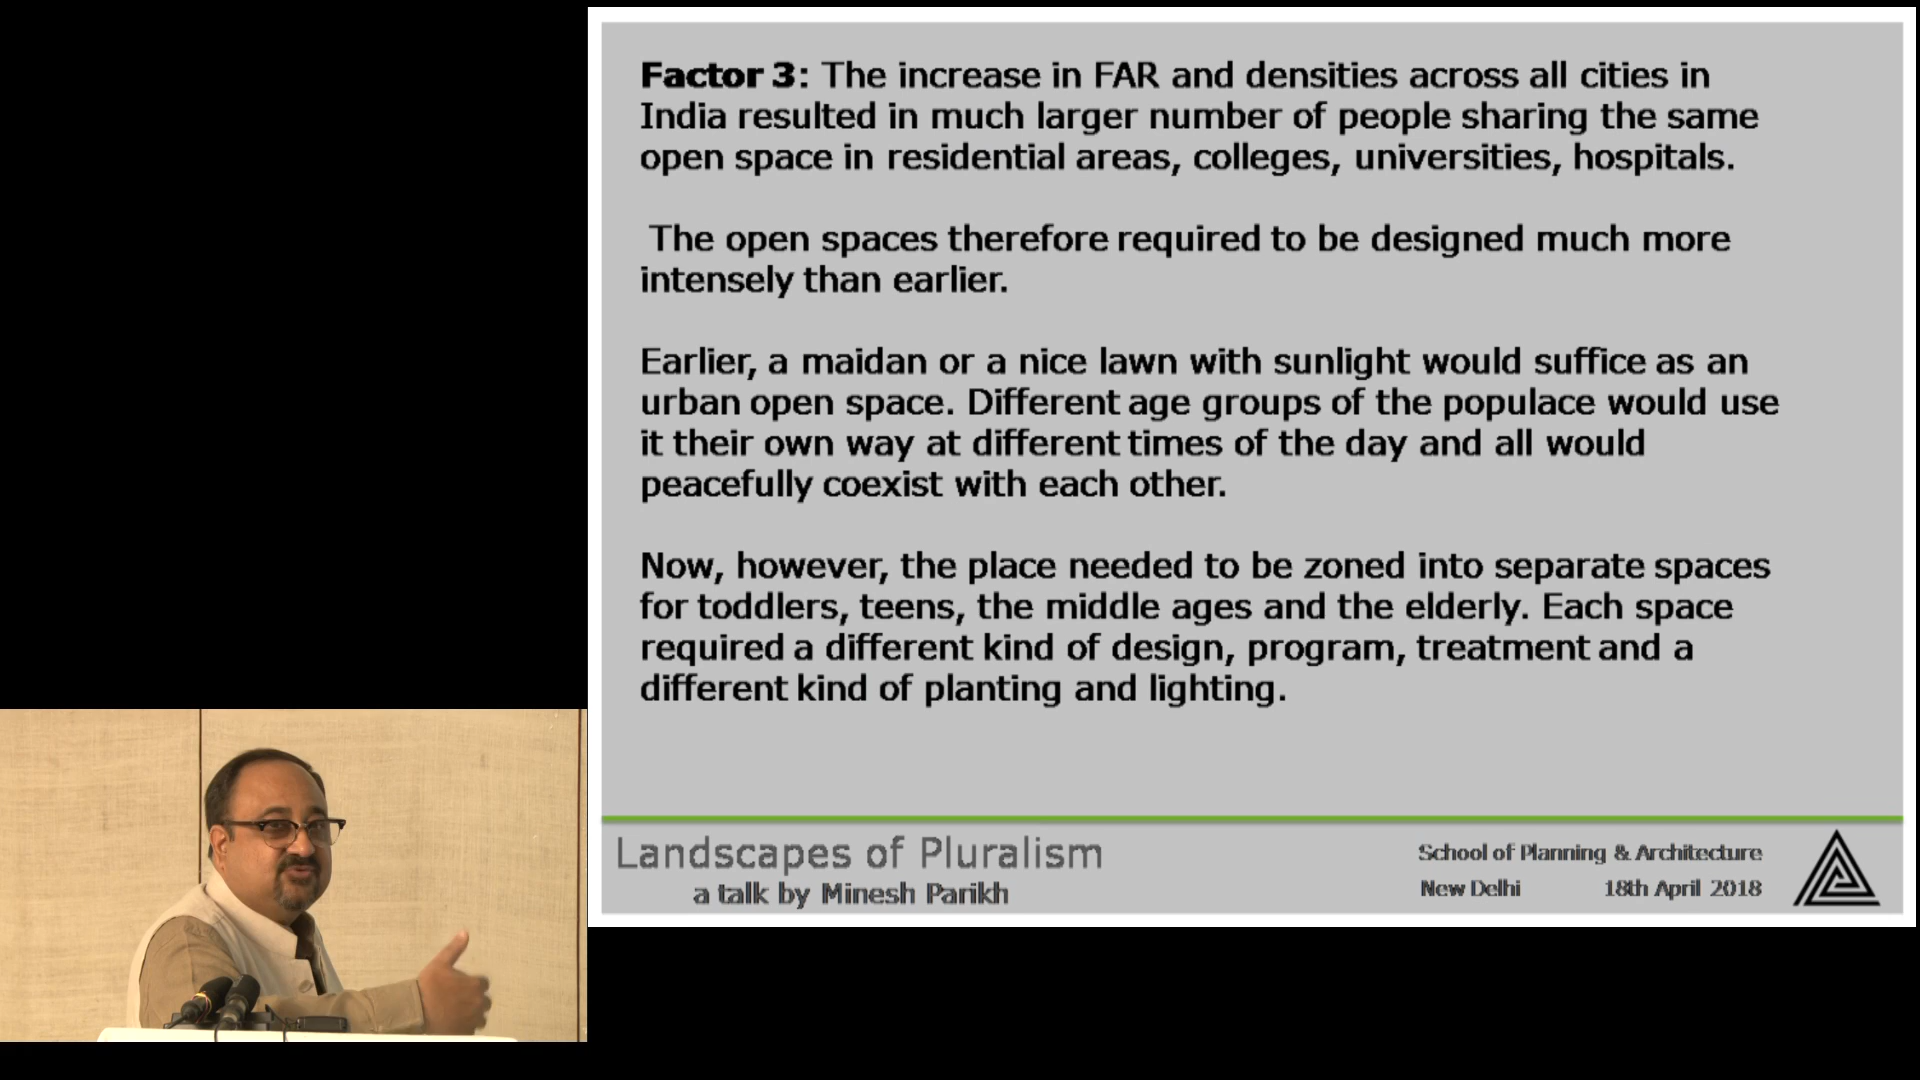 Factor 3: The increase in FAR and densities across all cities in
India resulted in much larger number of people sharing the same
open space in residential areas, colleges, universities, hospitals.
The open spaces therefore required to be designed much more
intensely than earlier.
Earlier, a maidan or a nice lawn with sunlight would suffice as an
urban open space. Different age groups of the populace would use
it their own way at different times of the day and all would
peacefully coexist with each other.
Now, however, the place needed to be zoned into separate spaces
for toddlers, teens, the middle ages and the elderly. Each space
required a different kind of design, program, treatment and a
different kind of planting and lighting.
Landscapes of Pluralism
a talk by Minesh Parikh
School of Planning & Architecture
New Delhi 18th April 2018